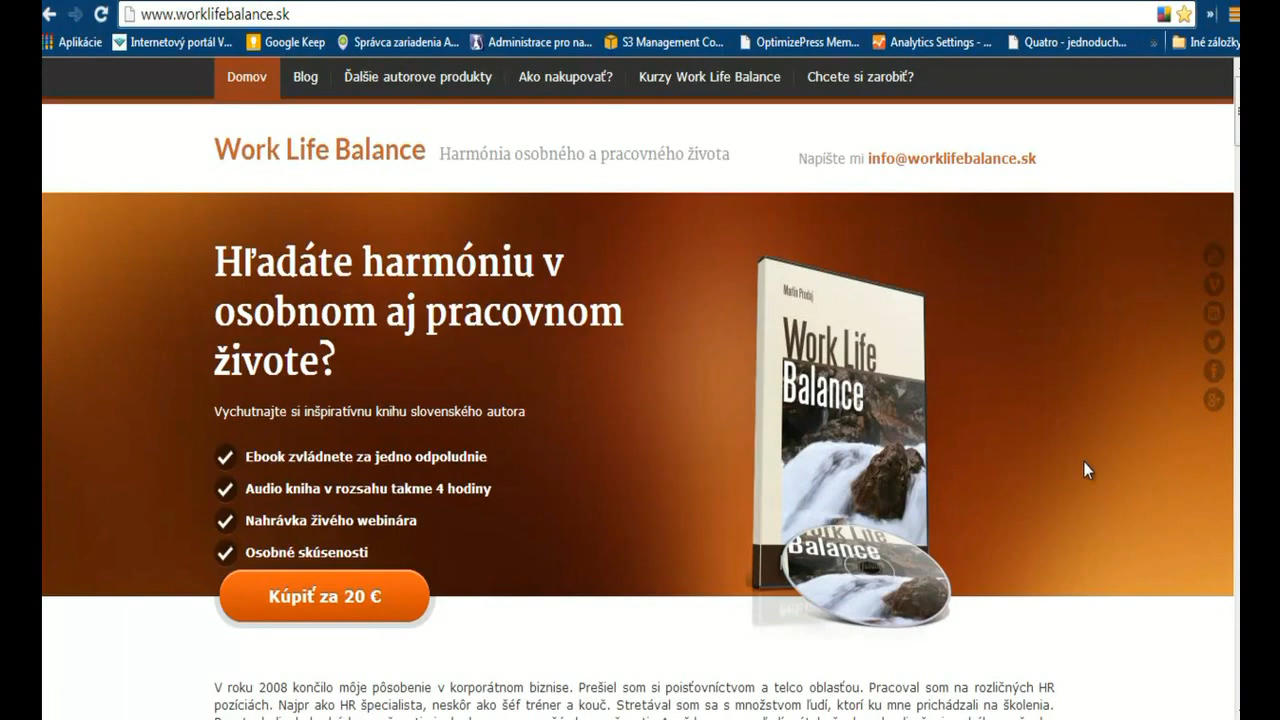 www.worklifebalance.sk
Aplikácie Internetový portál V... Google Keep Správca zariadenia A... Administrace pro na... S3 Management Co... OptimizePress Mem... Analytics Settings - ... Quatro - jednoduch... » Iné záložky
Domov Blog Ďalšie autorove produkty Ako nakupovať? Kurzy Work Life Balance Chcete si zarobiť?
Work Life Balance Harmónia osobného a pracovného života Napíšte mi info@worklifebalance.sk
Hľadáte harmóniu v
osobnom aj pracovnom
živote?
Vychutnajte si inšpiratívnu knihu slovenského autora
Ebook zvládnete za jedno odpoludnie
Audio kniha v rozsahu takme 4 hodiny
Nahrávka živého webinára
Osobné skúsenosti
Kúpiť za 20 €
Martin Prodaj
Work Life
Balance
Work Life
Balance
V roku 2008 končilo môje pôsobenie v korporátnom biznise. Prešiel som si poisťovníctvom a telco oblasťou. Pracoval som na rozličných HR
pozíciách. Najpr ako HR špecialista, neskôr ako šéf tréner a kouč. Stretával som sa s množstvom ľudí, ktorí ku mne prichádzali na školenia.